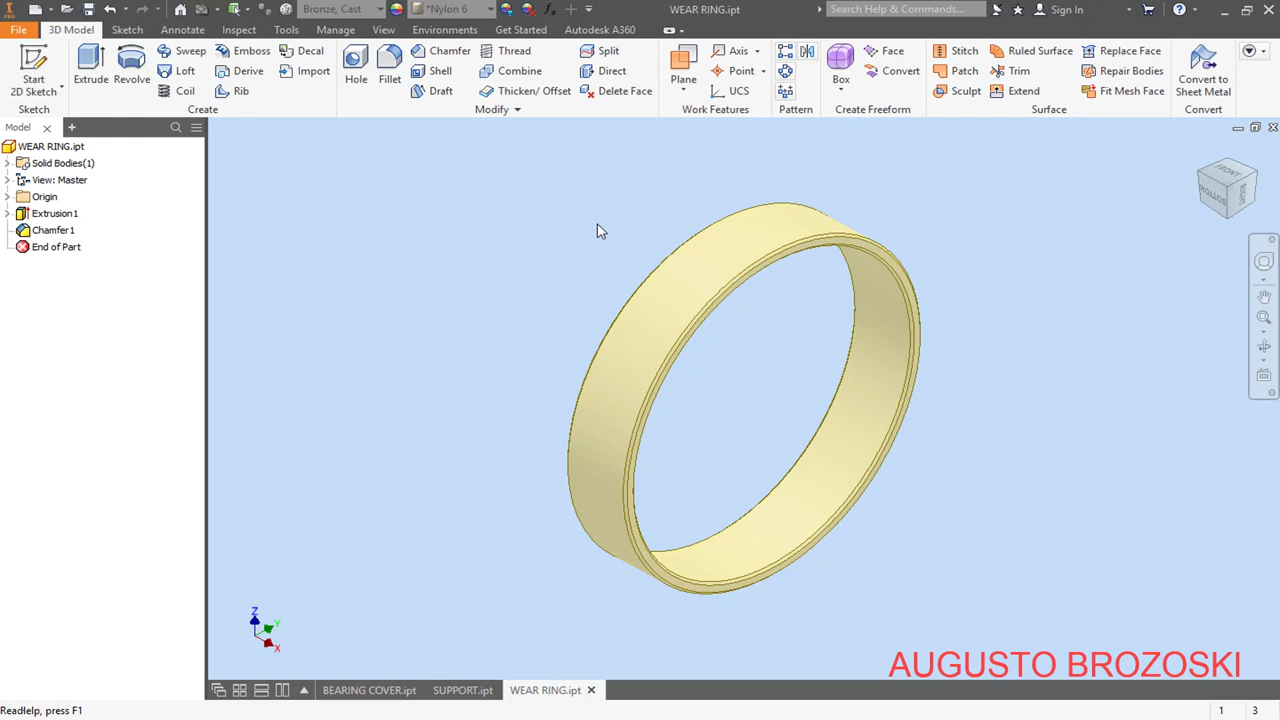 PRO
Bronze, Cast
*Nylon 6
fx
WEAR RING.ipt
Search Help & Commands...
Sign In
File
3D Model
Sketch
Annotate
Inspect
Tools
Manage
View
Environments
Get Started
Autodesk A360
Start
2D Sketch
Sketch
Extrude
Revolve
Sweep
Loft
Coil
Emboss
Derive
Rib
Decal
Import
Create
Hole
Fillet
Chamfer
Shell
Draft
Thread
Combine
Thicken/ Offset
Split
Direct
Delete Face
Modify
Plane
Axis
Point
UCS
Work Features
Pattern
Box
Face
Convert
Create Freeform
Stitch
Patch
Sculpt
Ruled Surface
Trim
Extend
Replace Face
Repair Bodies
Fit Mesh Face
Surface
Convert to
Sheet Metal
Convert
Model
WEAR RING.ipt
Solid Bodies(1)
View: Master
Origin
Extrusion1
Chamfer1
End of Part
FRONT
RIGHT
BOTTOM
Z
Y
X
AUGUSTO BROZOSKI
BEARING COVER.ipt
SUPPORT.ipt
WEAR RING.ipt
Help, press F1
1
3